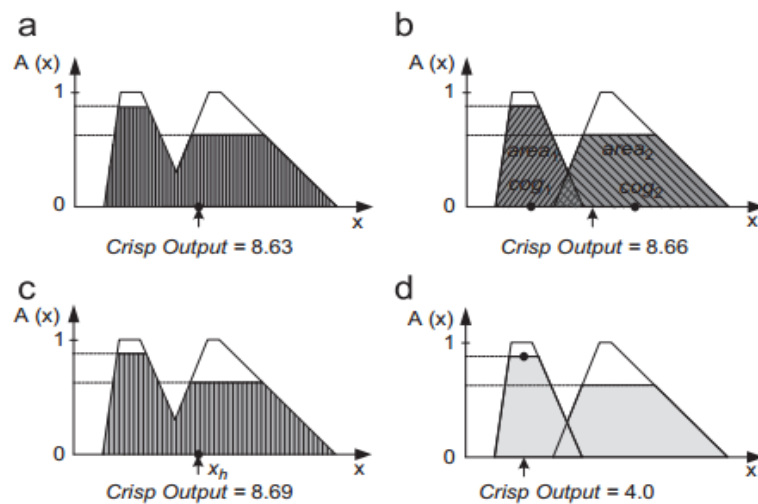 a
A (x)
1
0
x
Crisp Output = 8.63
b
A (x)
1
area₁ area₂
cog₁ cog₂
0
x
Crisp Output = 8.66
c
A (x)
1
0
xₕ x
Crisp Output = 8.69
d
A (x)
1
0
x
Crisp Output = 4.0